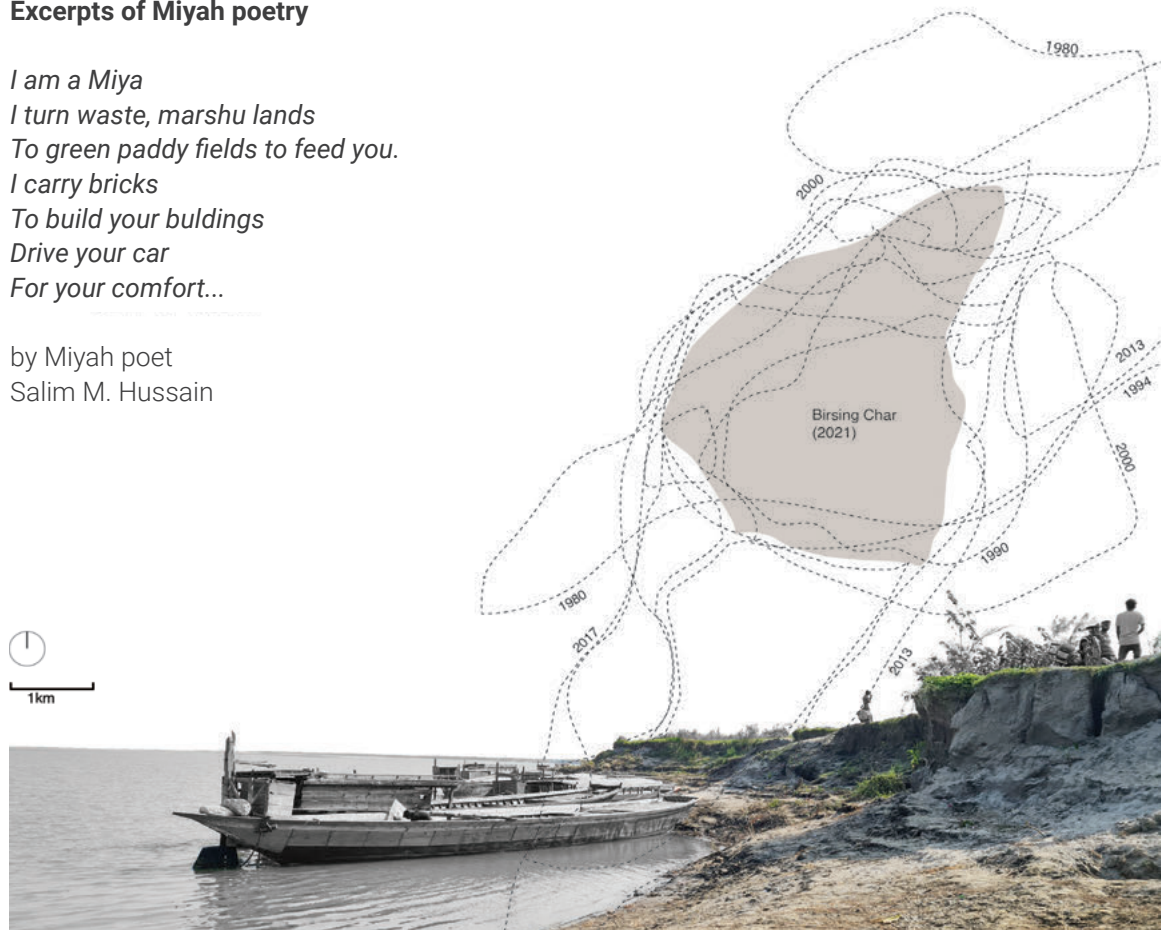 Excerpts of Miyah poetry
I am a Miya
I turn waste, marshu lands
To green paddy fields to feed you.
I carry bricks
To build your buldings
Drive your car
For your comfort...
by Miyah poet
Salim M. Hussain
1980
2000
2013
1994
Birsing Char
(2021)
2000
1990
1980
2017
2013
1km